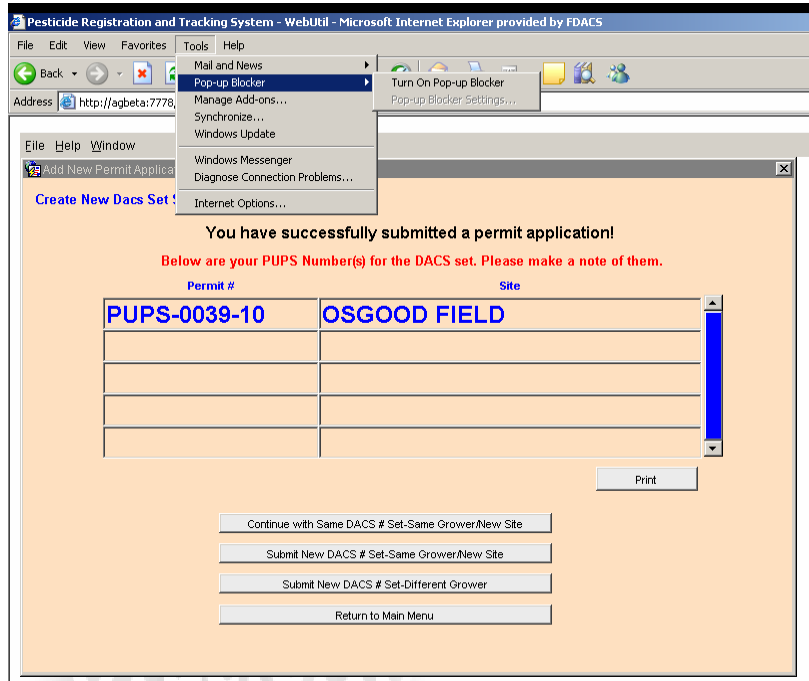 Pesticide Registration and Tracking System - WebUtil - Microsoft Internet Explorer provided by FDACS
File Edit View Favorites Tools Help
Back
Mail and News
Pop-up Blocker
Turn On Pop-up Blocker
Manage Add-ons...
Pop-up Blocker Settings...
Address http://agbeta:7778,
Synchronize...
Windows Update
File Help Window
Windows Messenger
Add New Permit Applica
Diagnose Connection Problems...
Create New Dacs Set
Internet Options...
You have successfully submitted a permit application!
Below are your PUPS Number(s) for the DACS set. Please make a note of them.
Permit # Site
PUPS-0039-10 OSGOOD FIELD
Print
Continue with Same DACS # Set-Same Grower/New Site
Submit New DACS # Set-Same Grower/New Site
Submit New DACS # Set-Different Grower
Return to Main Menu